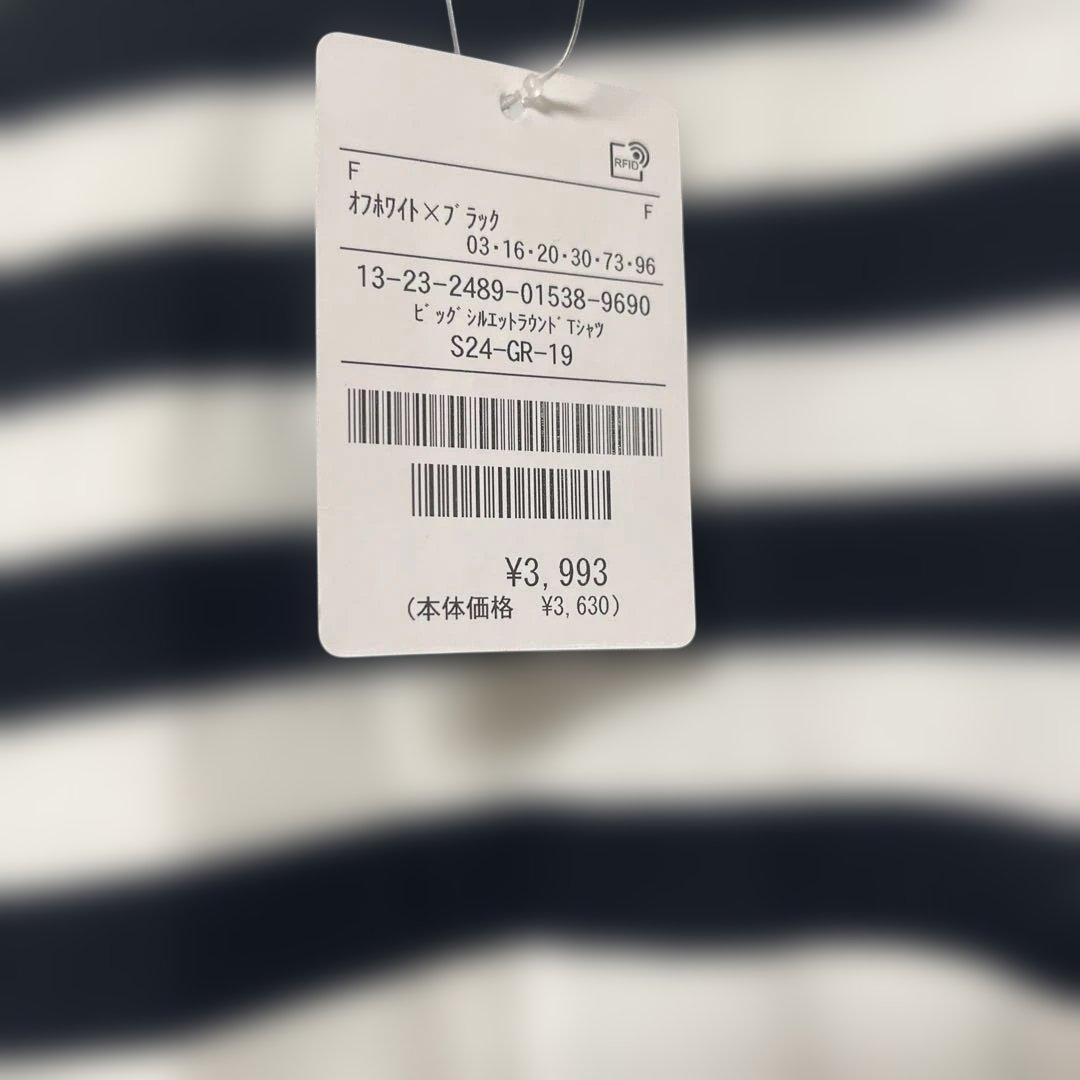 RFID
F
オフホワイト×ブラック F
03・16・20・30・73・96
13-23-2489-01538-9690
ビッグシルエットラウンドTシャツ
S24-GR-19
¥3,993
(本体価格 ¥3,630)